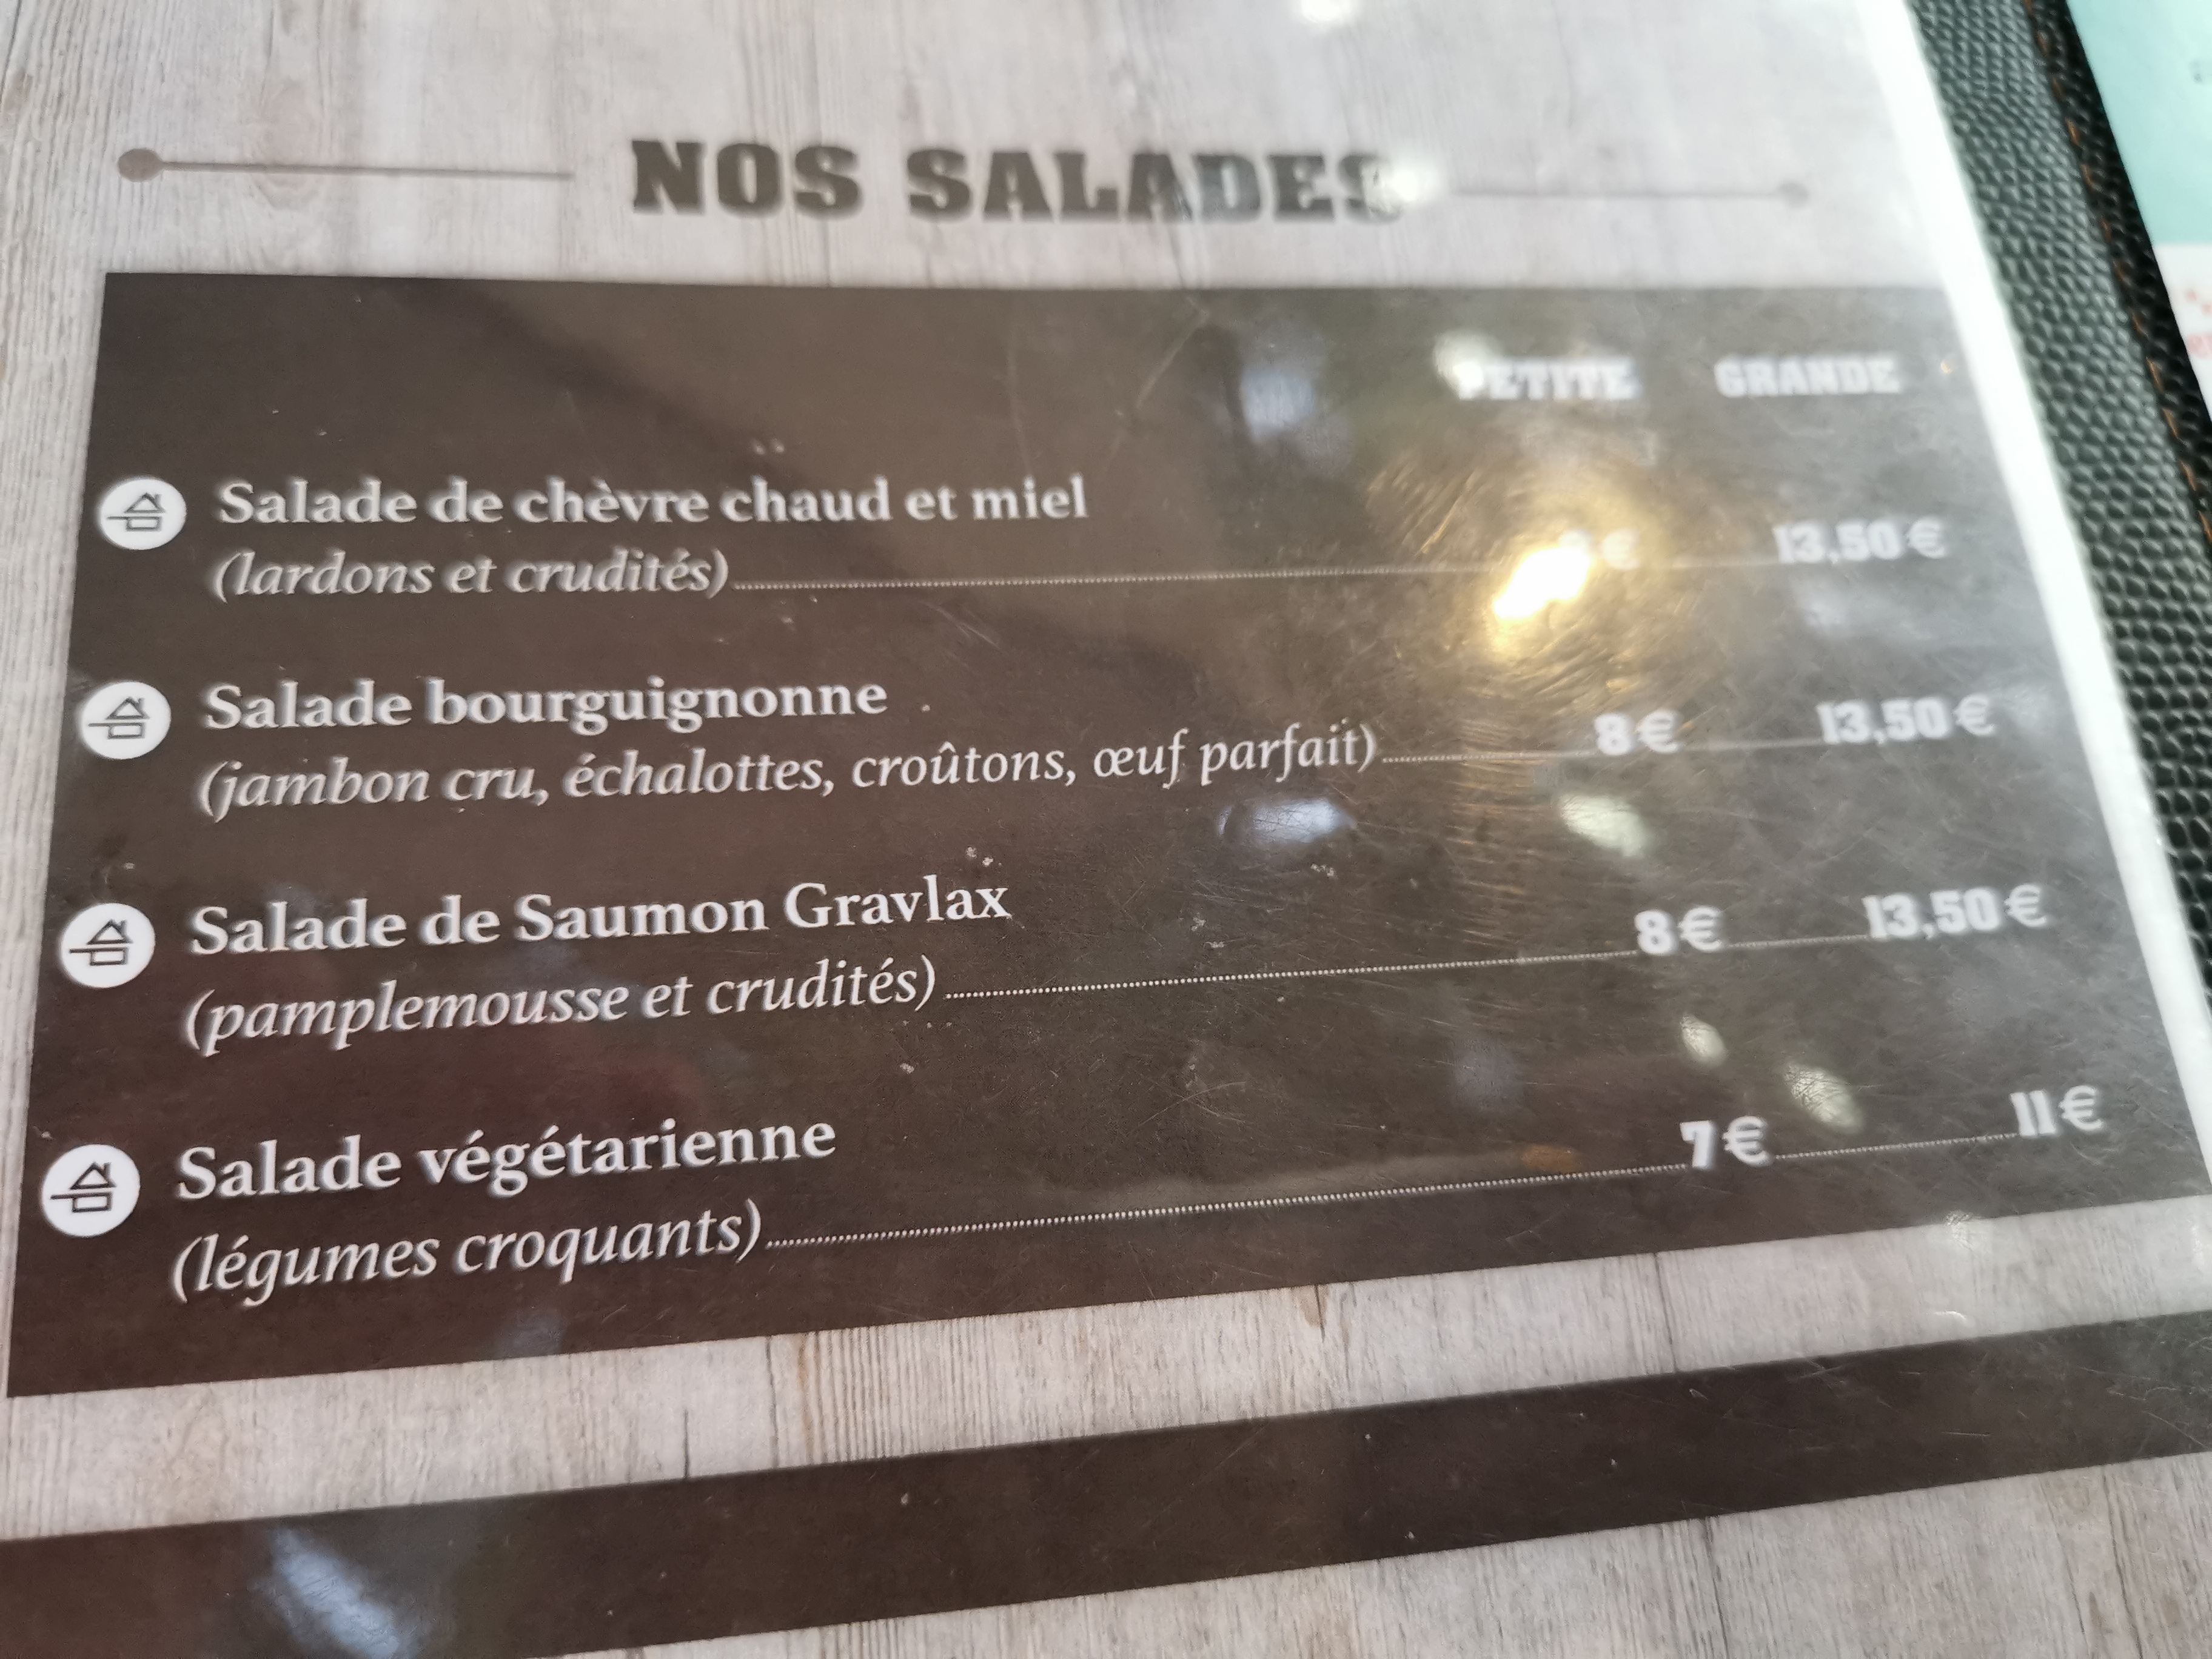 NOS SALADES
PETITE GRANDE
Salade de chèvre chaud et miel
(lardons et crudités) € 13,50 €
Salade bourguignonne
(jambon cru, échalottes, croûtons, œuf parfait) 8 € 13,50 €
Salade de Saumon Gravlax
(pamplemousse et crudités) 8 € 13,50 €
Salade végétarienne
(légumes croquants) 7 € 11 €